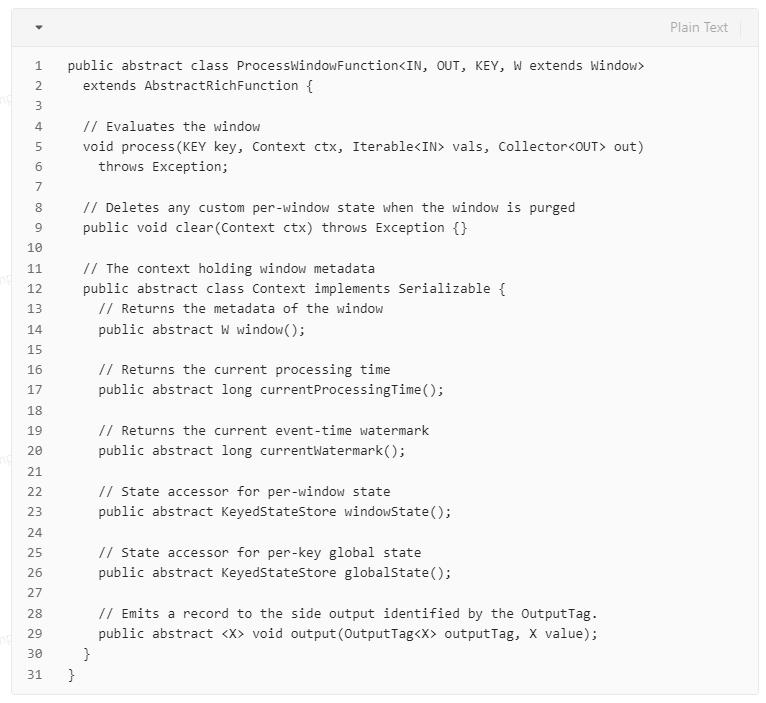 Plain Text
1 public abstract class ProcessWindowFunction<IN, OUT, KEY, W extends Window>
2 extends AbstractRichFunction {
3
4 // Evaluates the window
5 void process(KEY key, Context ctx, Iterable<IN> vals, Collector<OUT> out)
6 throws Exception;
7
8 // Deletes any custom per-window state when the window is purged
9 public void clear(Context ctx) throws Exception {}
10
11 // The context holding window metadata
12 public abstract class Context implements Serializable {
13 // Returns the metadata of the window
14 public abstract W window();
15
16 // Returns the current processing time
17 public abstract long currentProcessingTime();
18
19 // Returns the current event-time watermark
20 public abstract long currentWatermark();
21
22 // State accessor for per-window state
23 public abstract KeyedStateStore windowState();
24
25 // State accessor for per-key global state
26 public abstract KeyedStateStore globalState();
27
28 // Emits a record to the side output identified by the OutputTag.
29 public abstract <X> void output(OutputTag<X> outputTag, X value);
30 }
31 }